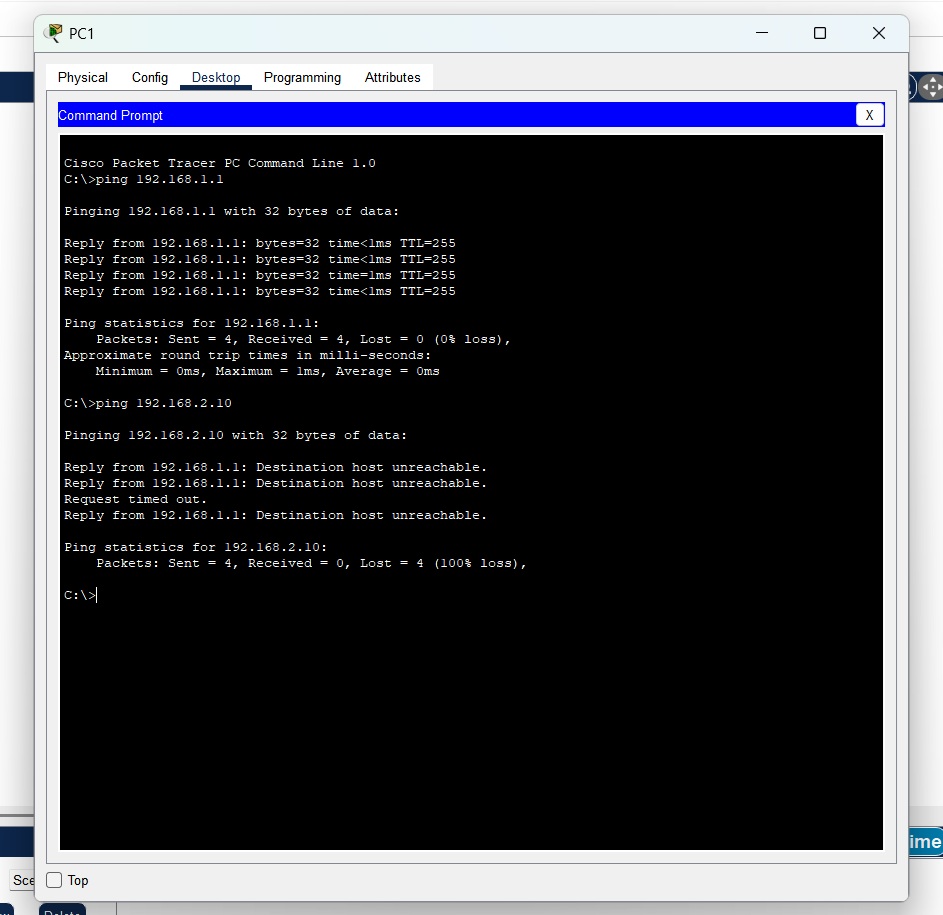 PC1
Physical Config Desktop Programming Attributes
Command Prompt
X
Cisco Packet Tracer PC Command Line 1.0
C:\>ping 192.168.1.1
Pinging 192.168.1.1 with 32 bytes of data:
Reply from 192.168.1.1: bytes=32 time<1ms TTL=255
Reply from 192.168.1.1: bytes=32 time<1ms TTL=255
Reply from 192.168.1.1: bytes=32 time=1ms TTL=255
Reply from 192.168.1.1: bytes=32 time<1ms TTL=255
Ping statistics for 192.168.1.1:
Packets: Sent = 4, Received = 4, Lost = 0 (0% loss),
Approximate round trip times in milli-seconds:
Minimum = 0ms, Maximum = 1ms, Average = 0ms
C:\>ping 192.168.2.10
Pinging 192.168.2.10 with 32 bytes of data:
Reply from 192.168.1.1: Destination host unreachable.
Reply from 192.168.1.1: Destination host unreachable.
Request timed out.
Reply from 192.168.1.1: Destination host unreachable.
Ping statistics for 192.168.2.10:
Packets: Sent = 4, Received = 0, Lost = 4 (100% loss),
C:\>
ime
Sce
Top